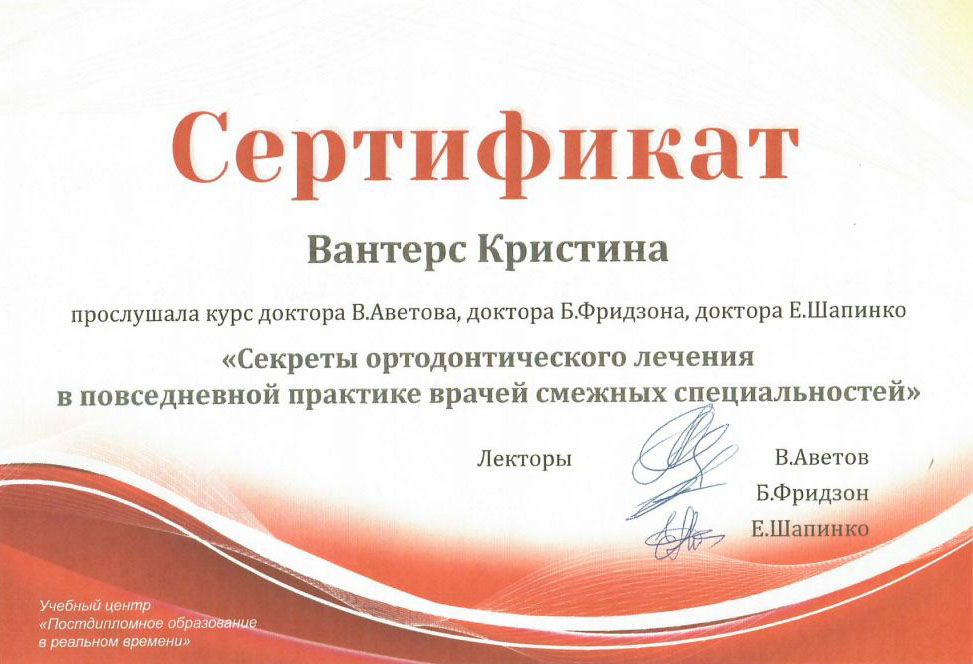 Сертификат
Вантерс Кристина
прослушала курс доктора В.Аветова, доктора Б.Фридзона, доктора Е.Шапинко
«Секреты ортодонтического лечения
в повседневной практике врачей смежных специальностей»
Лекторы В.Аветов
Б.Фридзон
Е.Шапинко
Учебный центр
«Постдипломное образование
в реальном времени»